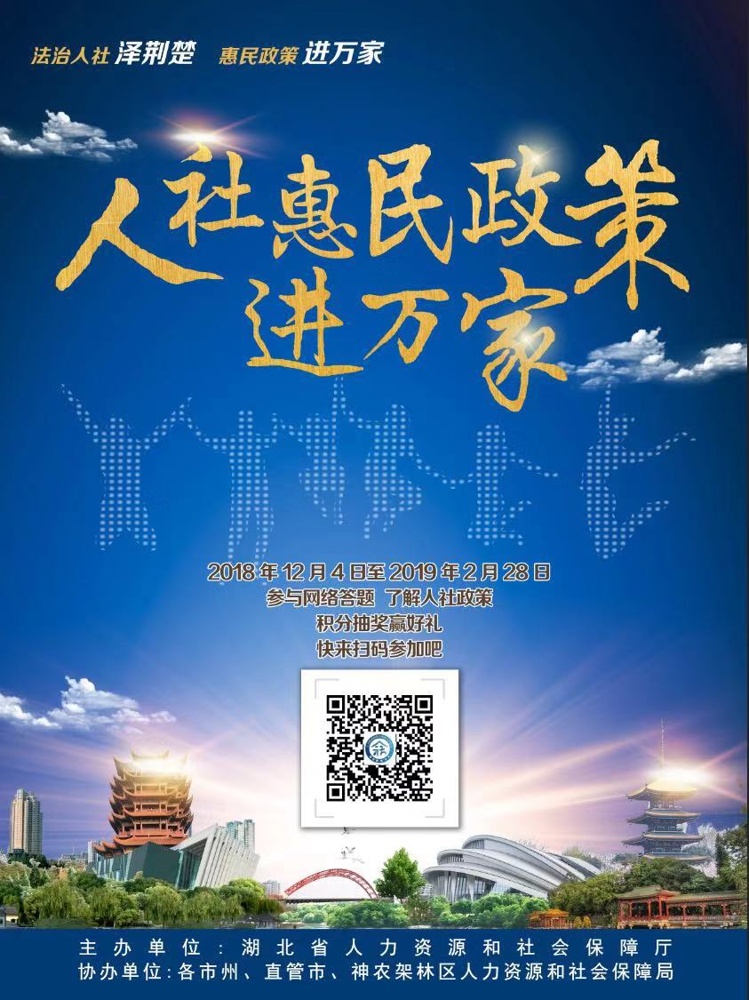 法治人社 泽荆楚 惠民政策 进万家
人社惠民政策
进万家
2018年12月4日至2019年2月28日
参与网络答题 了解人社政策
积分抽奖赢好礼
快来扫码参加吧
主办单位:湖北省人力资源和社会保障厅
协办单位:各市州、直管市、神农架林区人力资源和社会保障局